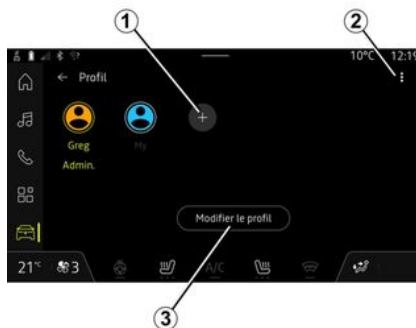 1
2
10°C 12:19
← Profil
+
Greg
My
Admin.
Modifier le profil
21°C 3 A/C
3